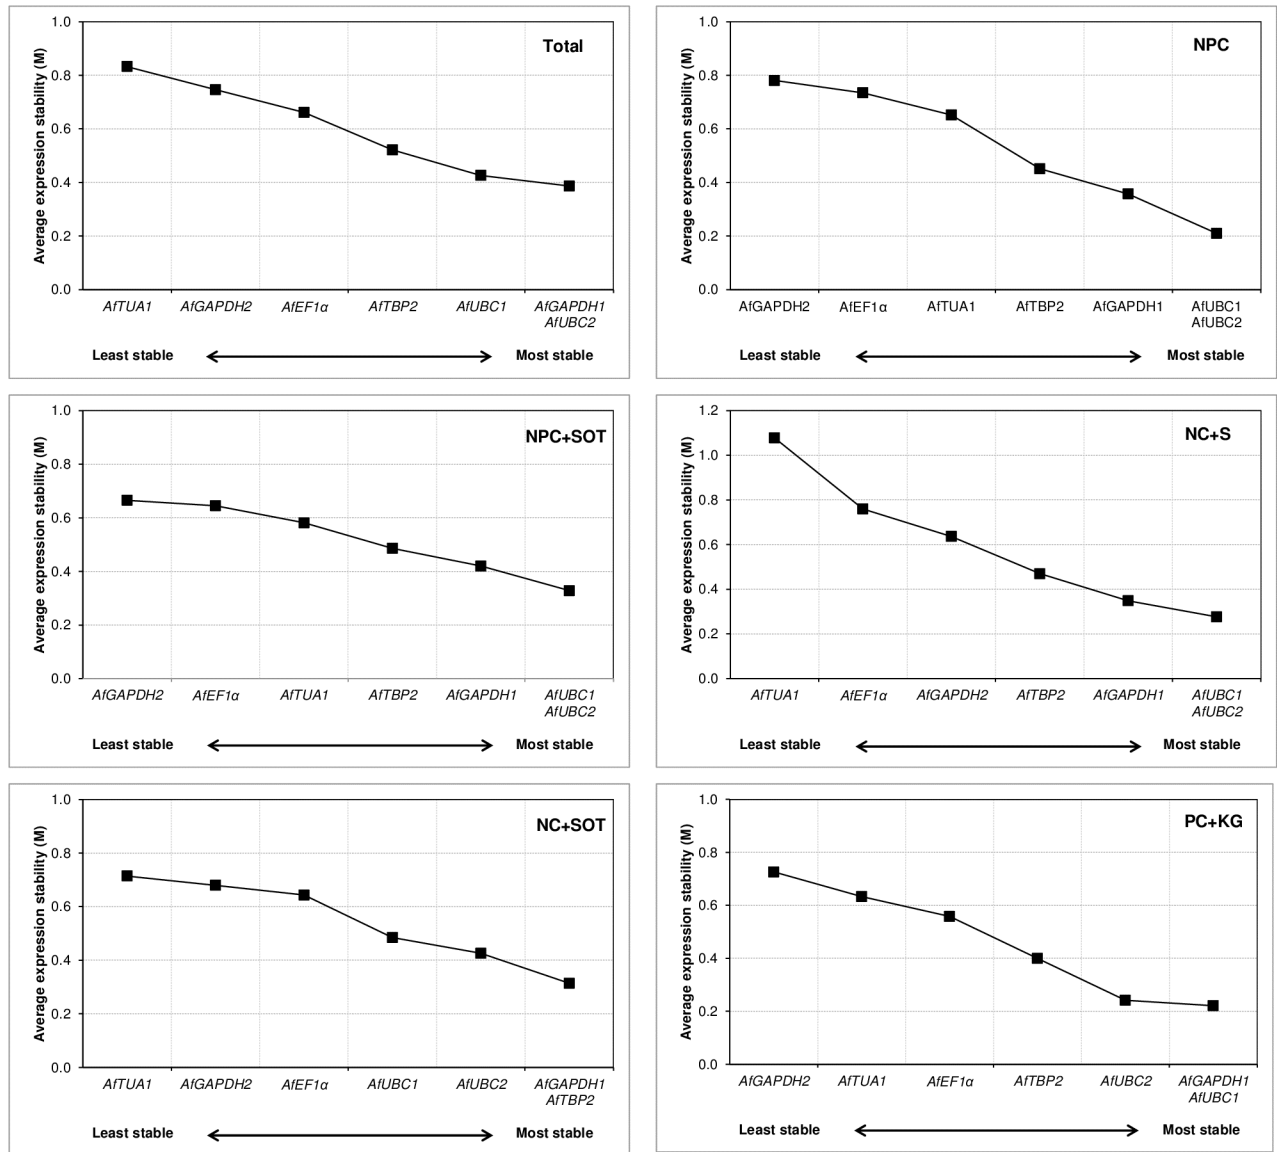 Total
Average expression stability (M)
1.0
0.8
0.6
0.4
0.2
0.0
AfTUA1 AfGAPDH2 AfEF1α AfTBP2 AfUBC1 AfGAPDH1
AfUBC2
Least stable Most stable
NPC
Average expression stability (M)
1.0
0.8
0.6
0.4
0.2
0.0
AfGAPDH2 AfEF1α AfTUA1 AfTBP2 AfGAPDH1 AfUBC1
AfUBC2
Least stable Most stable
NPC+SOT
Average expression stability (M)
1.0
0.8
0.6
0.4
0.2
0.0
AfGAPDH2 AfEF1α AfTUA1 AfTBP2 AfGAPDH1 AfUBC1
AfUBC2
Least stable Most stable
NC+S
Average expression stability (M)
1.2
1.0
0.8
0.6
0.4
0.2
0.0
AfTUA1 AfEF1α AfGAPDH2 AfTBP2 AfGAPDH1 AfUBC1
AfUBC2
Least stable Most stable
NC+SOT
Average expression stability (M)
1.0
0.8
0.6
0.4
0.2
0.0
AfTUA1 AfGAPDH2 AfEF1α AfUBC1 AfUBC2 AfGAPDH1
AfTBP2
Least stable Most stable
PC+KG
Average expression stability (M)
1.0
0.8
0.6
0.4
0.2
0.0
AfGAPDH2 AfTUA1 AfEF1α AfTBP2 AfUBC2 AfGAPDH1
AfUBC1
Least stable Most stable